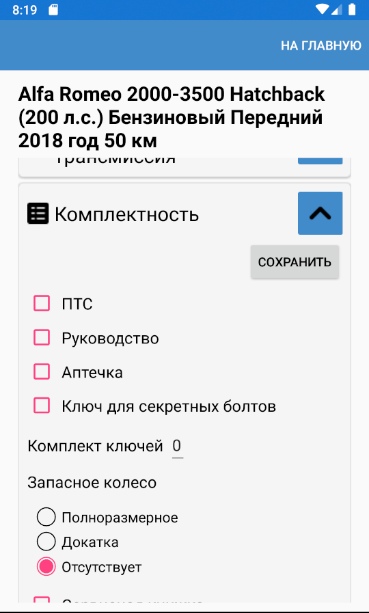 8:19
НА ГЛАВНУЮ
Alfa Romeo 2000-3500 Hatchback
(200 л.с.) Бензиновый Передний
2018 год 50 км
Трансмиссия
Комплектность
СОХРАНИТЬ
ПТС
Руководство
Аптечка
Ключ для секретных болтов
Комплект ключей 0
Запасное колесо
Полноразмерное
Докатка
Отсутствует